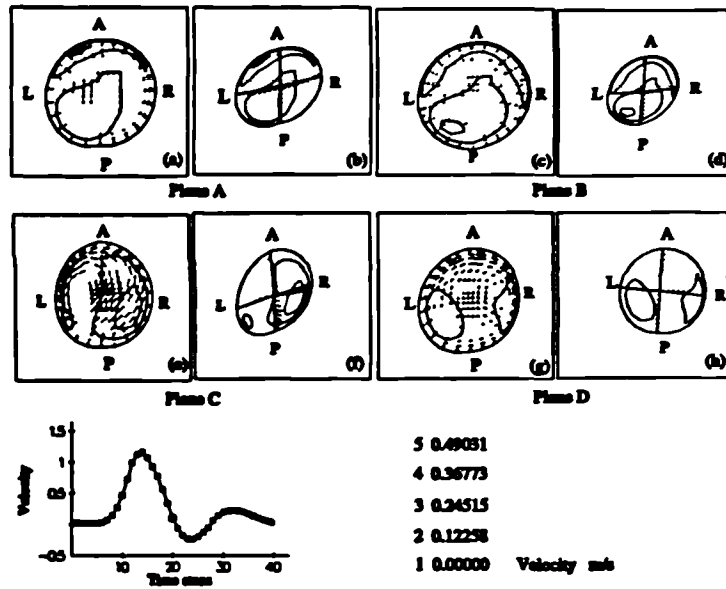 A A A A
L R L R
P P P P
(a) (b) (c) (d)
Plane A Plane B
A A A A
L R L R L R
P P P P
(e) (f) (g) (h)
Plane C Plane D
1.5
1
0.5
-0.5
Velocity
10 20 30 40
Time steps
5 0.49031
4 0.36773
3 0.24515
2 0.12258
1 0.00000 Velocity m/s